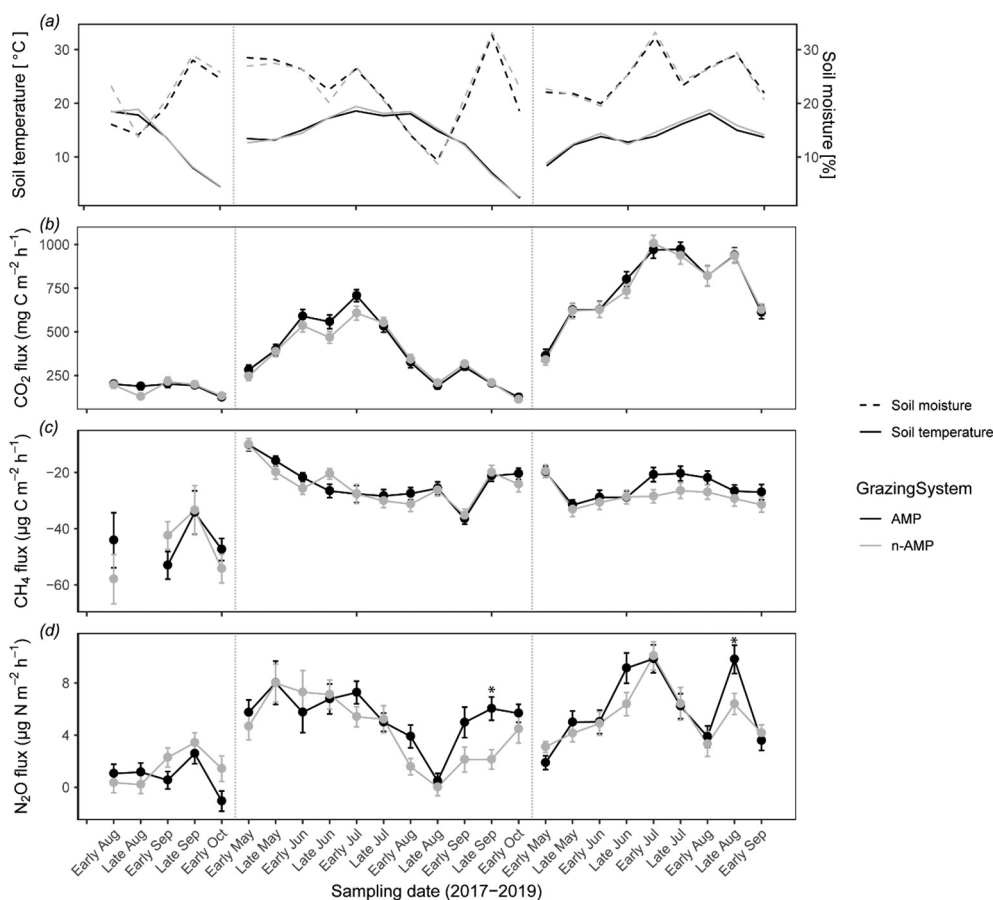 (a)
Soil temperature [ °C]
30
20
10
30
20
10
Soil moisture [%]
(b)
CO₂ flux (mg C m⁻² h⁻¹)
1000
750
500
250
(c)
CH₄ flux (µg C m⁻² h⁻¹)
−20
−40
−60
(d)
N₂O flux (µg N m⁻² h⁻¹)
8
4
0
*
*
Early Aug
Late Aug
Early Sep
Late Sep
Early Oct
Early May
Late May
Early Jun
Late Jun
Early Jul
Late Jul
Early Aug
Late Aug
Early Sep
Late Sep
Early Oct
Early May
Late May
Early Jun
Late Jun
Early Jul
Late Jul
Early Aug
Late Aug
Early Sep
Sampling date (2017−2019)
Soil moisture
Soil temperature
GrazingSystem
AMP
n-AMP